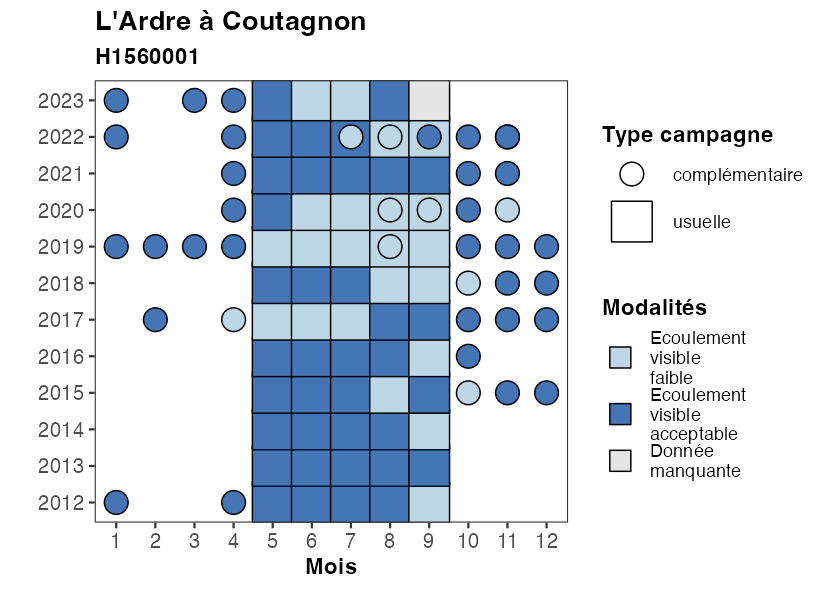 L'Ardre à Coutagnon
H1560001
2023
2022
2021
2020
2019
2018
2017
2016
2015
2014
2013
2012
1 2 3 4 5 6 7 8 9 10 11 12
Mois
Type campagne
complémentaire
usuelle
Modalités
Ecoulement
visible
faible
Ecoulement
visible
acceptable
Donnée
manquante